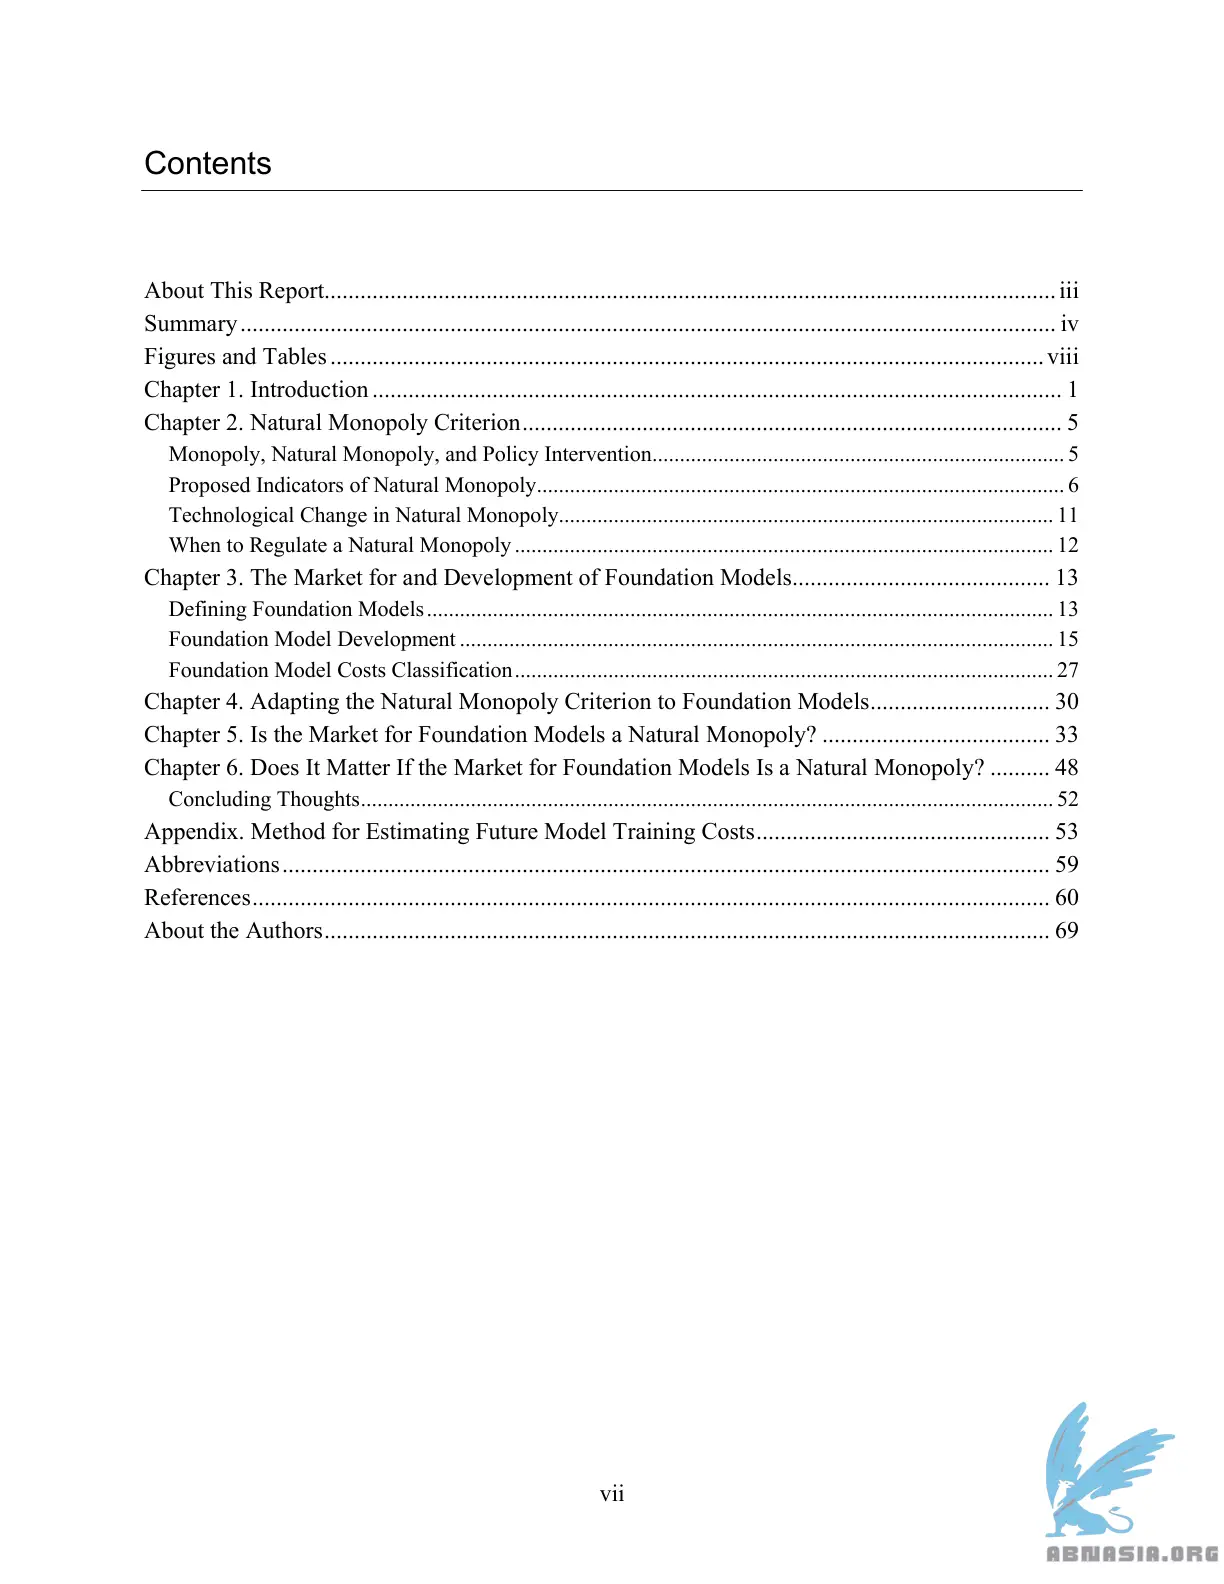 Contents
About This Report.......................................................................................................................... iii
Summary ........................................................................................................................................ iv
Figures and Tables ....................................................................................................................... viii
Chapter 1. Introduction ................................................................................................................... 1
Chapter 2. Natural Monopoly Criterion.......................................................................................... 5
Monopoly, Natural Monopoly, and Policy Intervention........................................................................... 5
Proposed Indicators of Natural Monopoly................................................................................................ 6
Technological Change in Natural Monopoly.......................................................................................... 11
When to Regulate a Natural Monopoly .................................................................................................. 12
Chapter 3. The Market for and Development of Foundation Models........................................... 13
Defining Foundation Models .................................................................................................................. 13
Foundation Model Development ............................................................................................................ 15
Foundation Model Costs Classification .................................................................................................. 27
Chapter 4. Adapting the Natural Monopoly Criterion to Foundation Models.............................. 30
Chapter 5. Is the Market for Foundation Models a Natural Monopoly? ...................................... 33
Chapter 6. Does It Matter If the Market for Foundation Models Is a Natural Monopoly? .......... 48
Concluding Thoughts.............................................................................................................................. 52
Appendix. Method for Estimating Future Model Training Costs................................................. 53
Abbreviations ................................................................................................................................ 59
References..................................................................................................................................... 60
About the Authors......................................................................................................................... 69
vii
ABNASIA.ORG